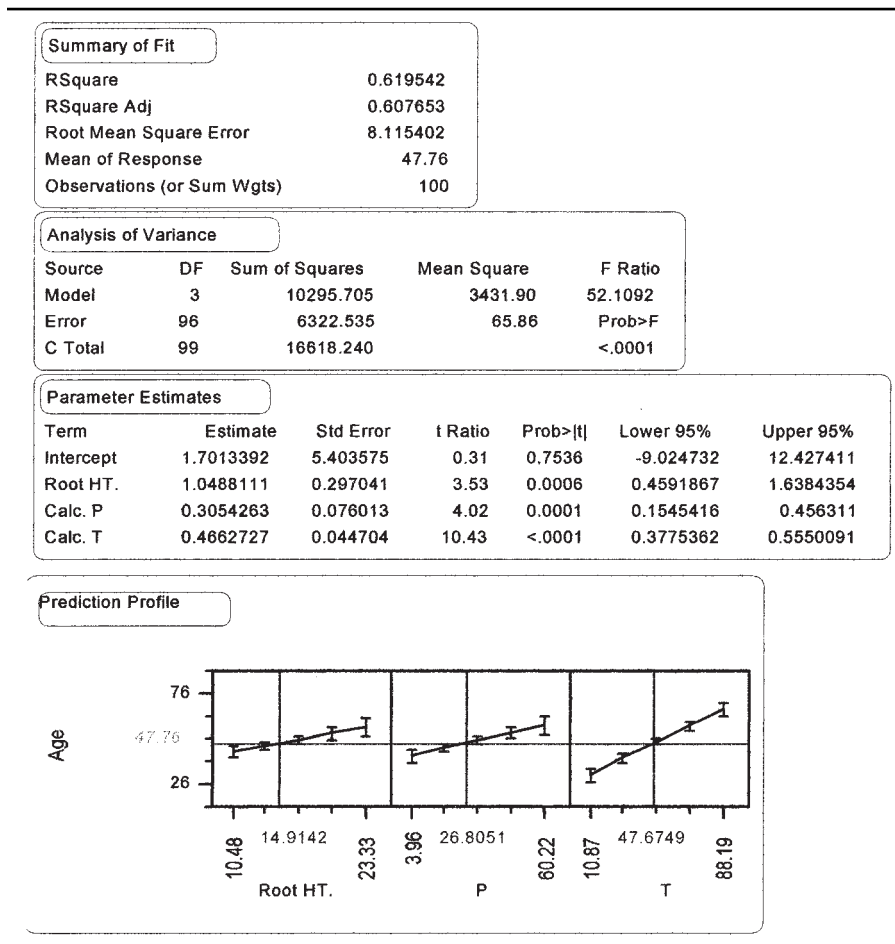 Summary of Fit
RSquare 0.619542
RSquare Adj 0.607653
Root Mean Square Error 8.115402
Mean of Response 47.76
Observations (or Sum Wgts) 100
Analysis of Variance
Source DF Sum of Squares Mean Square F Ratio
Model 3 10295.705 3431.90 52.1092
Error 96 6322.535 65.86 Prob>F
C Total 99 16618.240 <.0001
Parameter Estimates
Term Estimate Std Error t Ratio Prob>|t| Lower 95% Upper 95%
Intercept 1.7013392 5.403575 0.31 0.7536 -9.024732 12.427411
Root HT. 1.0488111 0.297041 3.53 0.0006 0.4591867 1.6384354
Calc. P 0.3054263 0.076013 4.02 0.0001 0.1545416 0.456311
Calc. T 0.4662727 0.044704 10.43 <.0001 0.3775362 0.5550091
Prediction Profile
Age
76
47.76
26
10.48 14.9142 23.33 3.96 26.8051 60.22 10.87 47.6749 88.19
Root HT. P T